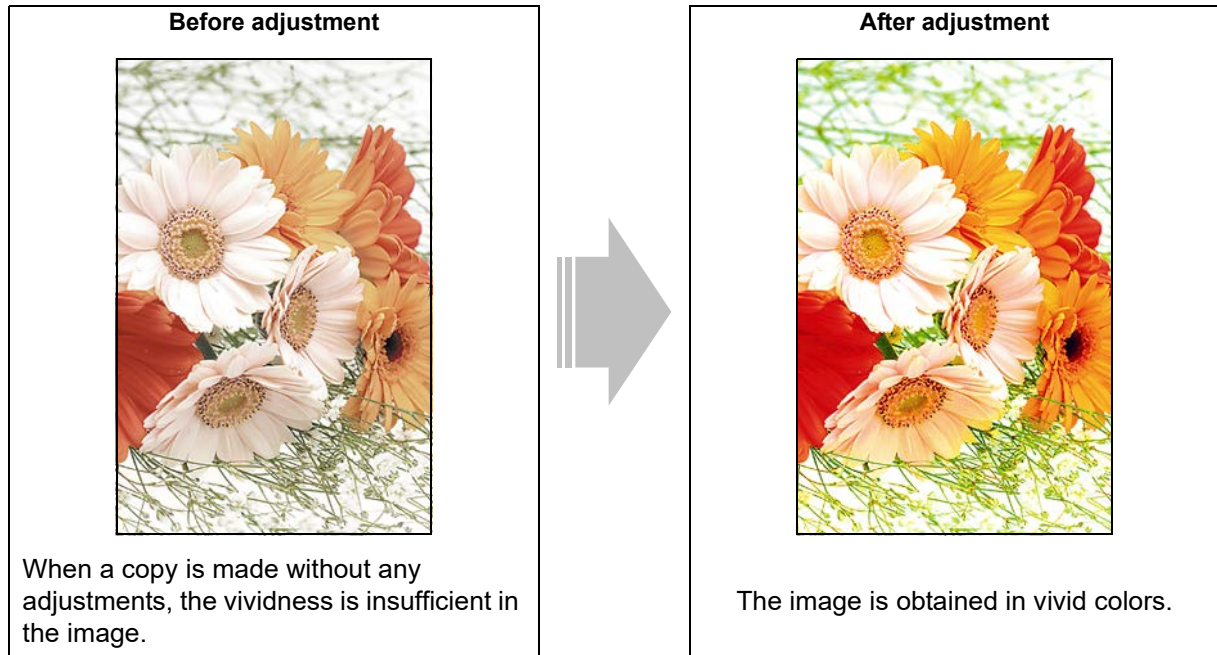 Before adjustment
When a copy is made without any
adjustments, the vividness is insufficient in
the image.
After adjustment
The image is obtained in vivid colors.